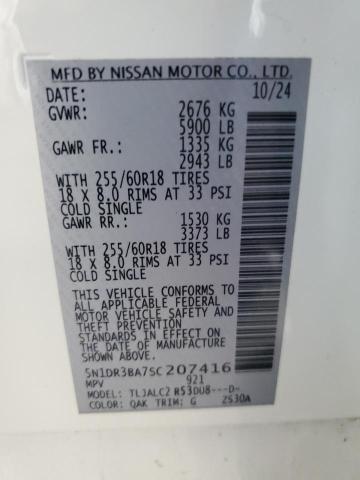 MFD BY NISSAN MOTOR CO., LTD.
DATE: 10/24
GVWR: 2676 KG
5900 LB
GAWR FR.: 1335 KG
2943 LB
WITH 255/60R18 TIRES
18 X 8.0 RIMS AT 33 PSI
COLD SINGLE
GAWR RR.: 1530 KG
3373 LB
WITH 255/60R18 TIRES
18 X 8.0 RIMS AT 33 PSI
COLD SINGLE
THIS VEHICLE CONFORMS TO
ALL APPLICABLE FEDERAL
MOTOR VEHICLE SAFETY AND
THEFT PREVENTION
STANDARDS IN EFFECT ON
THE DATE OF MANUFACTURE
SHOWN ABOVE.
5N1DR3BA7SC207416
MPV 921
MODEL: TLJALC2 R53DU8---D-
COLOR: QAK TRIM: G 2S30A